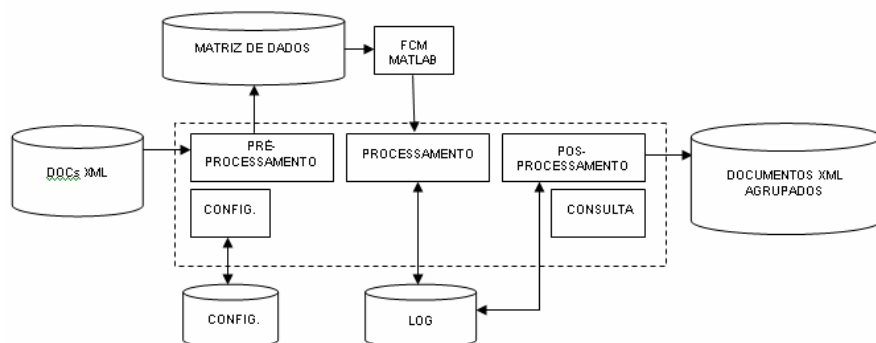 MATRIZ DE DADOS
FCM
MATLAB
DOCs XML
PRÉ-
PROCESSAMENTO
PROCESSAMENTO
POS-
PROCESSAMENTO
DOCUMENTOS XML
AGRUPADOS
CONFIG.
CONSULTA
CONFIG.
LOG